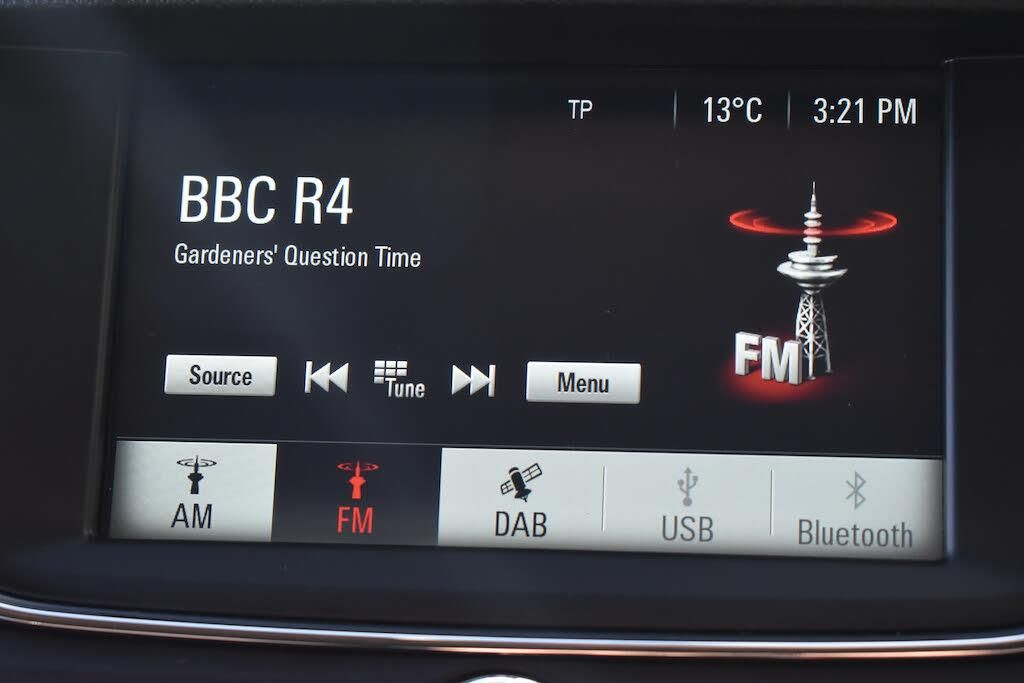 TP 13°C 3:21 PM
BBC R4
Gardeners' Question Time
FM
Source Tune Menu
AM FM DAB USB Bluetooth